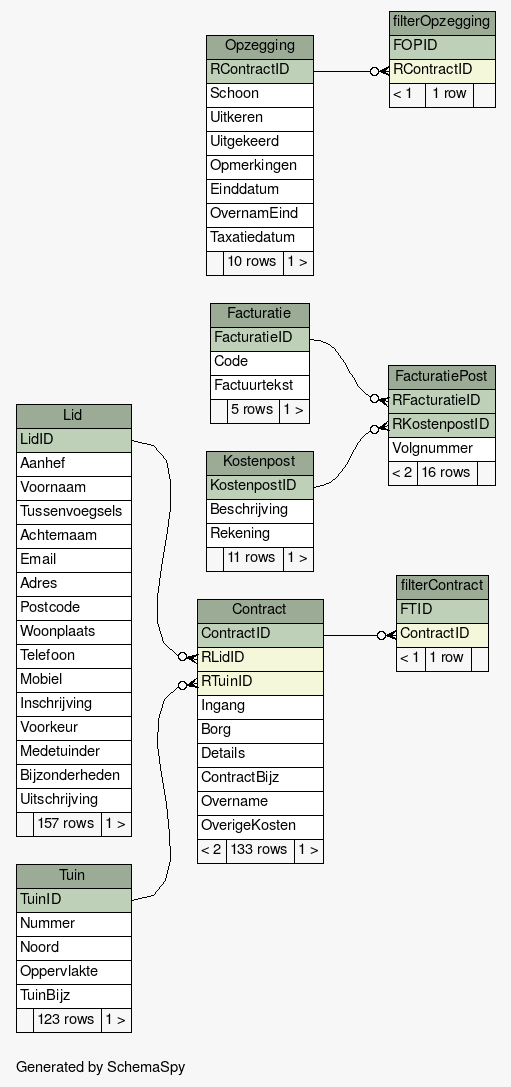 filterOpzegging
FOPID
RContractID
< 1 1 row
Opzegging
RContractID
Schoon
Uitkeren
Uitgekeerd
Opmerkingen
Einddatum
OvernamEind
Taxatiedatum
10 rows 1 >
Facturatie
FacturatieID
Code
Factuurtekst
5 rows 1 >
FacturatiePost
RFacturatieID
RKostenpostID
Volgnummer
< 2 16 rows
Kostenpost
KostenpostID
Beschrijving
Rekening
11 rows 1 >
Lid
LidID
Aanhef
Voornaam
Tussenvoegsels
Achternaam
Email
Adres
Postcode
Woonplaats
Telefoon
Mobiel
Inschrijving
Voorkeur
Medetuinder
Bijzonderheden
Uitschrijving
157 rows 1 >
filterContract
FTID
ContractID
< 1 1 row
Contract
ContractID
RLidID
RTuinID
Ingang
Borg
Details
ContractBijz
Overname
OverigeKosten
< 2 133 rows 1 >
Tuin
TuinID
Nummer
Noord
Oppervlakte
TuinBijz
123 rows 1 >
Generated by SchemaSpy